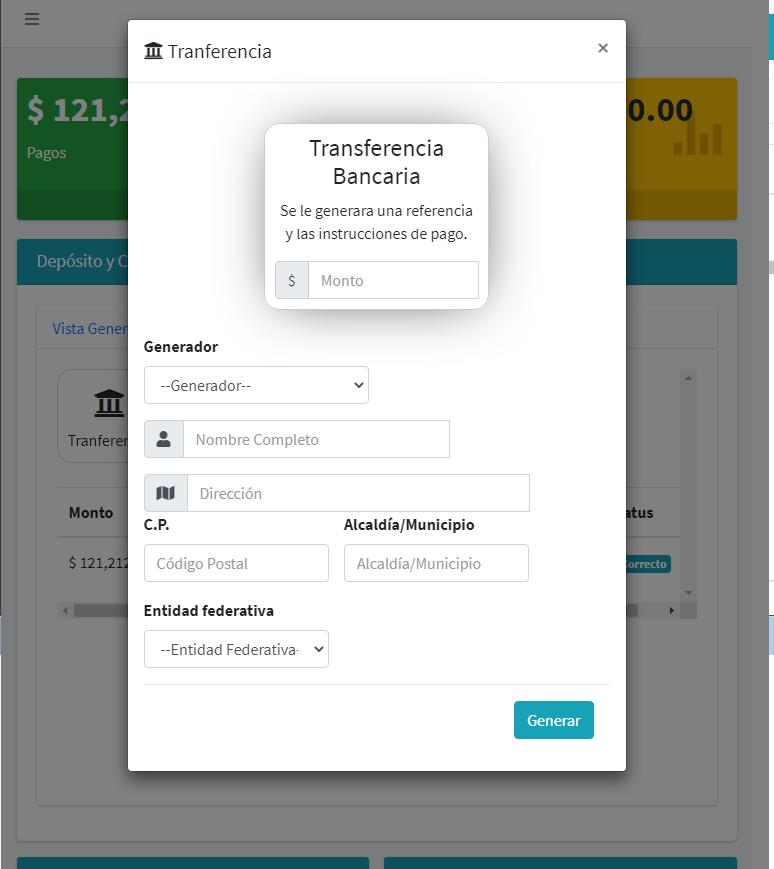 Tranferencia
×
$ 121,2
0.00
Pagos
Transferencia
Bancaria
Se le generara una referencia
y las instrucciones de pago.
$ Monto
Depósito y C
Vista Gener
Generador
--Generador--
Tranferen
Nombre Completo
Dirección
C.P. Alcaldía/Municipio
Monto
atus
Código Postal Alcaldía/Municipio
$ 121,212
Correcto
Entidad federativa
--Entidad Federativa-
Generar